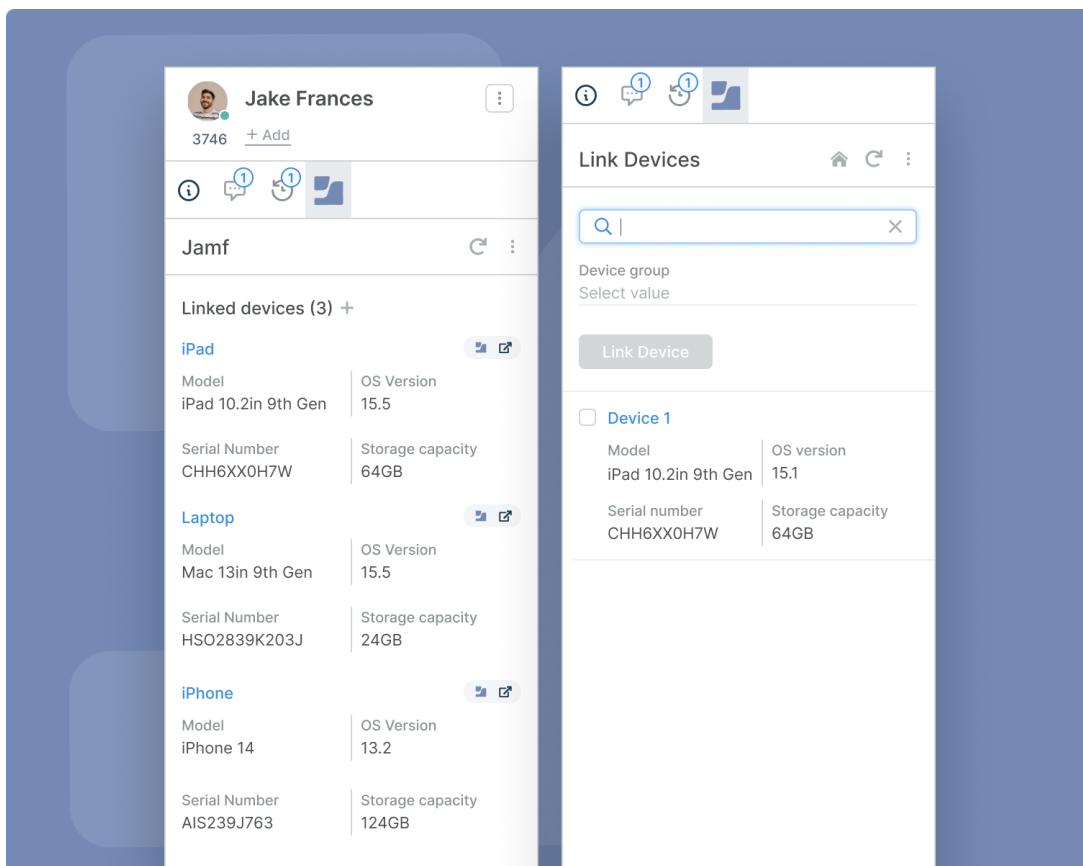 Jake Frances
3746
+ Add
1
1
Jamf
Linked devices (3) +
iPad
Model
OS Version
iPad 10.2in 9th Gen
15.5
Serial Number
Storage capacity
CHH6XX0H7W
64GB
Laptop
Model
OS Version
Mac 13in 9th Gen
15.5
Serial Number
Storage capacity
HSO2839K203J
24GB
iPhone
Model
OS Version
iPhone 14
13.2
Serial Number
Storage capacity
AIS239J763
124GB
1
1
Link Devices
Device group
Select value
Link Device
Device 1
Model
OS version
iPad 10.2in 9th Gen
15.1
Serial number
Storage capacity
CHH6XX0H7W
64GB